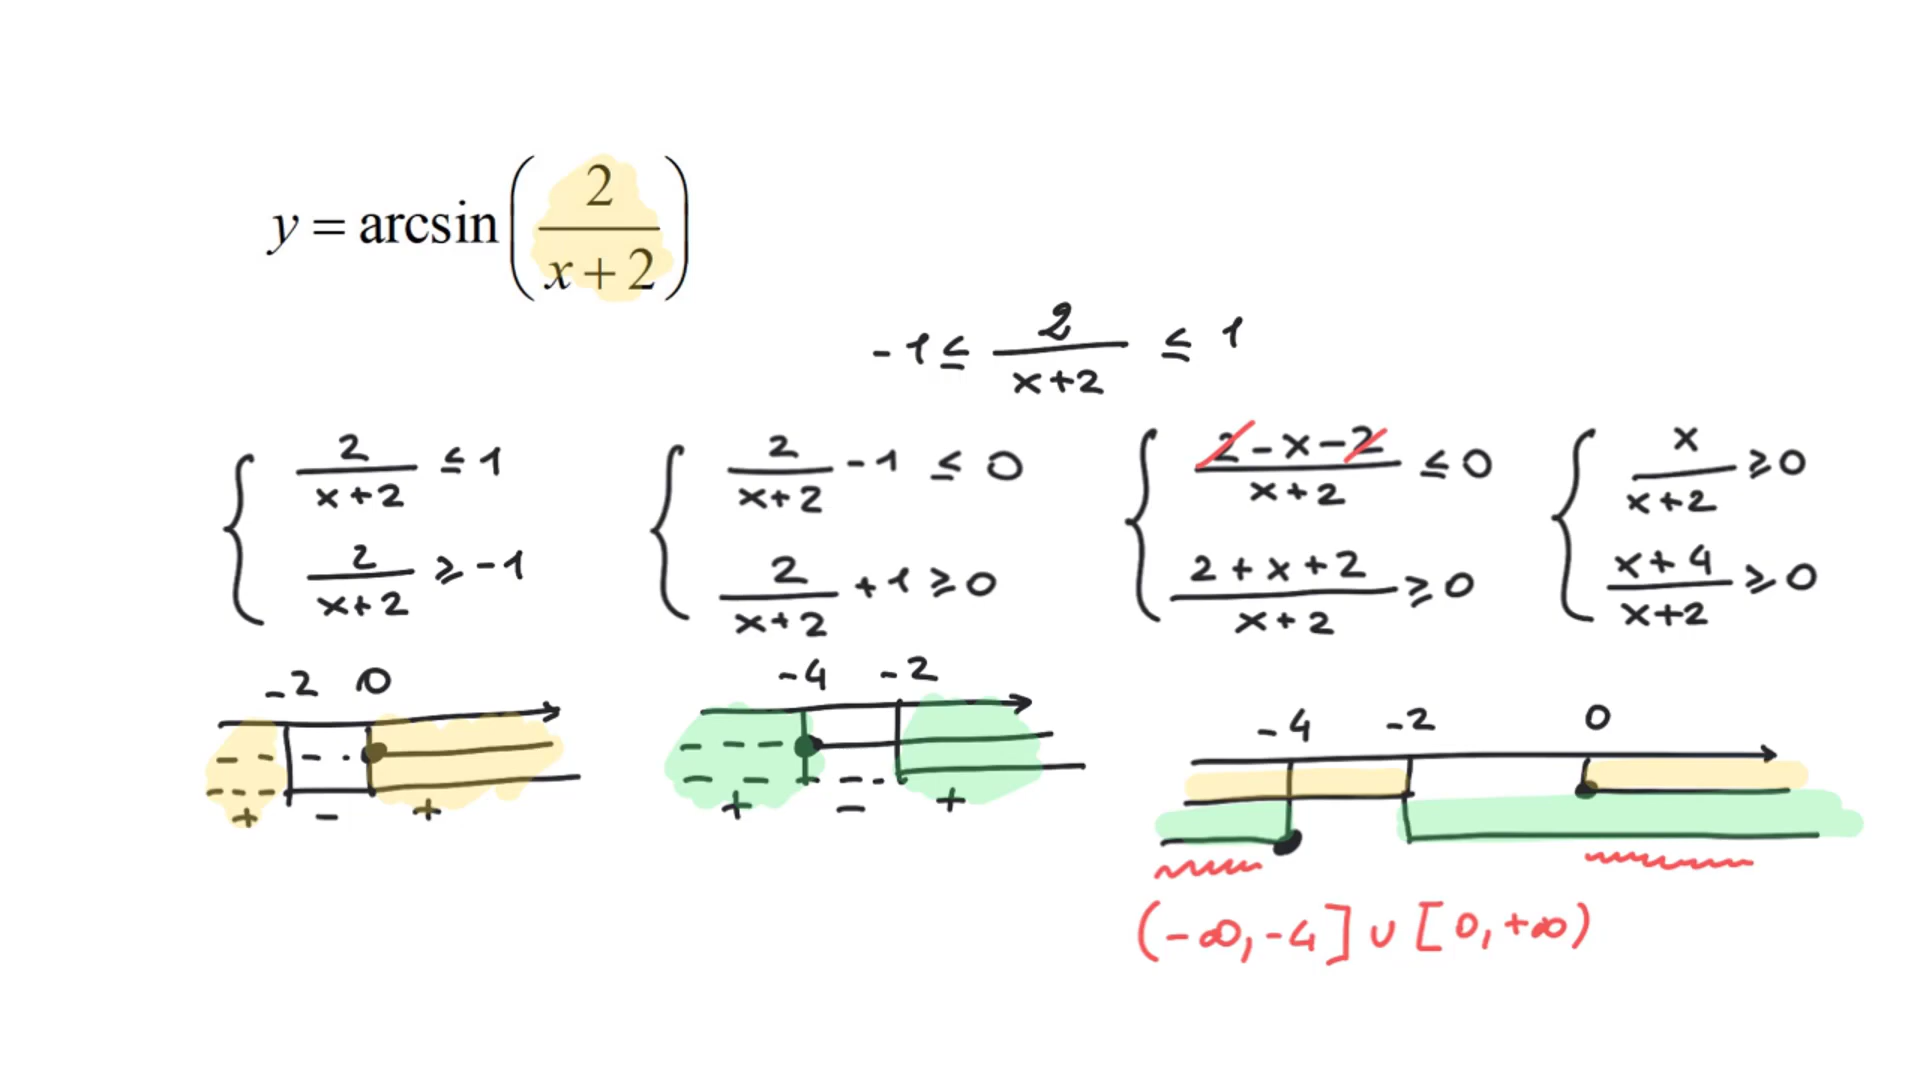 y = arcsin(2/(x+2))
-1 ≤ 2/(x+2) ≤ 1
{ 2/(x+2) ≤ 1
2/(x+2) ≥ -1
{ 2/(x+2) -1 ≤ 0
2/(x+2) +1 ≥ 0
{ (2-x-2)/(x+2) ≤ 0
(2+x+2)/(x+2) ≥ 0
{ x/(x+2) ≥ 0
(x+4)/(x+2) ≥ 0
-2 0
+ - +
-4 -2
+ - +
-4 -2 0
(-∞,-4] ∪ [0,+∞)